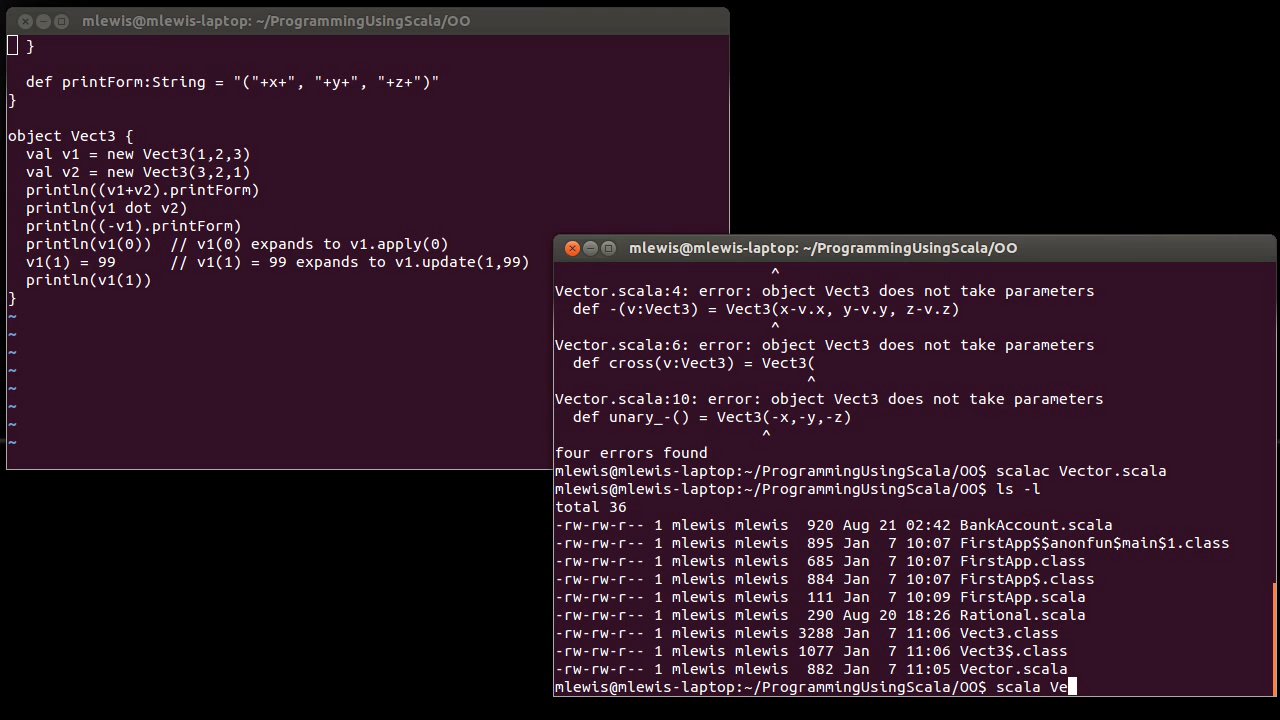 mlewis@mlewis-laptop: ~/ProgrammingUsingScala/OO
}
def printForm:String = "("+x+", "+y+", "+z+")"
}
object Vect3 {
val v1 = new Vect3(1,2,3)
val v2 = new Vect3(3,2,1)
println((v1+v2).printForm)
println(v1 dot v2)
println((-v1).printForm)
println(v1(0))  // v1(0) expands to v1.apply(0)
v1(1) = 99      // v1(1) = 99 expands to v1.update(1,99)
println(v1(1))
}
~
~
~
~
~
~
~
~
mlewis@mlewis-laptop: ~/ProgrammingUsingScala/OO
^
Vector.scala:4: error: object Vect3 does not take parameters
def -(v:Vect3) = Vect3(x-v.x, y-v.y, z-v.z)
^
Vector.scala:6: error: object Vect3 does not take parameters
def cross(v:Vect3) = Vect3(
^
Vector.scala:10: error: object Vect3 does not take parameters
def unary_-() = Vect3(-x,-y,-z)
^
four errors found
mlewis@mlewis-laptop:~/ProgrammingUsingScala/OO$ scalac Vector.scala
mlewis@mlewis-laptop:~/ProgrammingUsingScala/OO$ ls -l
total 36
-rw-rw-r-- 1 mlewis mlewis  920 Aug 21 02:42 BankAccount.scala
-rw-rw-r-- 1 mlewis mlewis  895 Jan  7 10:07 FirstApp$$anonfun$main$1.class
-rw-rw-r-- 1 mlewis mlewis  685 Jan  7 10:07 FirstApp.class
-rw-rw-r-- 1 mlewis mlewis  884 Jan  7 10:07 FirstApp$.class
-rw-rw-r-- 1 mlewis mlewis  111 Jan  7 10:09 FirstApp.scala
-rw-rw-r-- 1 mlewis mlewis  290 Aug 20 18:26 Rational.scala
-rw-rw-r-- 1 mlewis mlewis 3288 Jan  7 11:06 Vect3.class
-rw-rw-r-- 1 mlewis mlewis 1077 Jan  7 11:06 Vect3$.class
-rw-rw-r-- 1 mlewis mlewis  882 Jan  7 11:05 Vector.scala
mlewis@mlewis-laptop:~/ProgrammingUsingScala/OO$ scala Ve